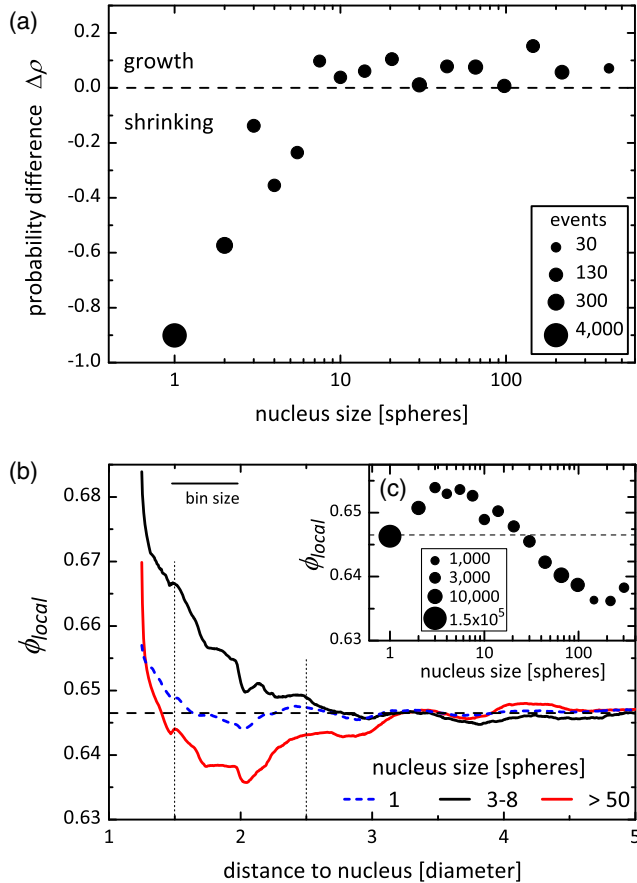 (a)
0.2
0.0
-0.2
-0.4
-0.6
-0.8
-1.0
probability difference Δρ
growth
shrinking
events
30
130
300
4,000
1 10 100
nucleus size [spheres]
(b)
0.68
0.67
0.66
0.65
0.64
0.63
ϕlocal
bin size
(c)
0.65
0.64
0.63
ϕlocal
1,000
3,000
10,000
1.5x10⁵
1 10 100
nucleus size [spheres]
nucleus size [spheres]
1 3-8 > 50
1 2 3 4 5
distance to nucleus [diameter]